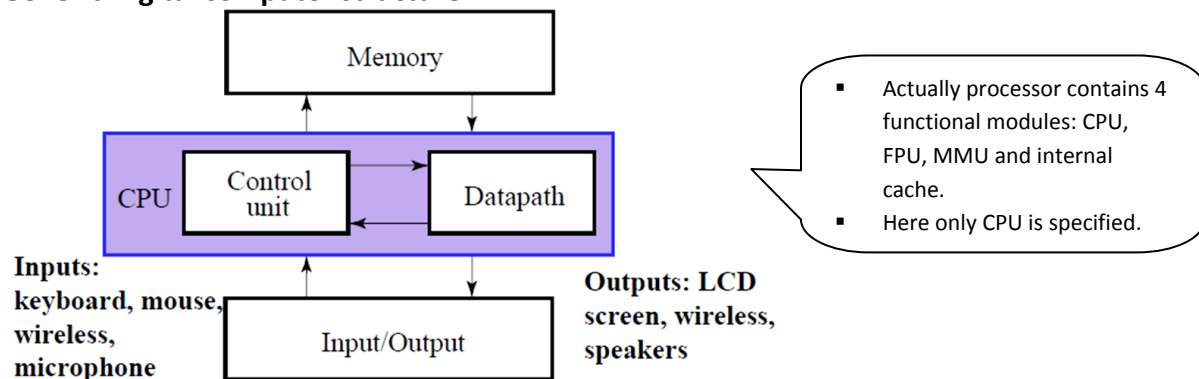 Memory
▪ Actually processor contains 4
functional modules: CPU,
FPU, MMU and internal
cache.
▪ Here only CPU is specified.
CPU
Control
unit
Datapath
Inputs:
keyboard, mouse,
wireless,
microphone
Input/Output
Outputs: LCD
screen, wireless,
speakers